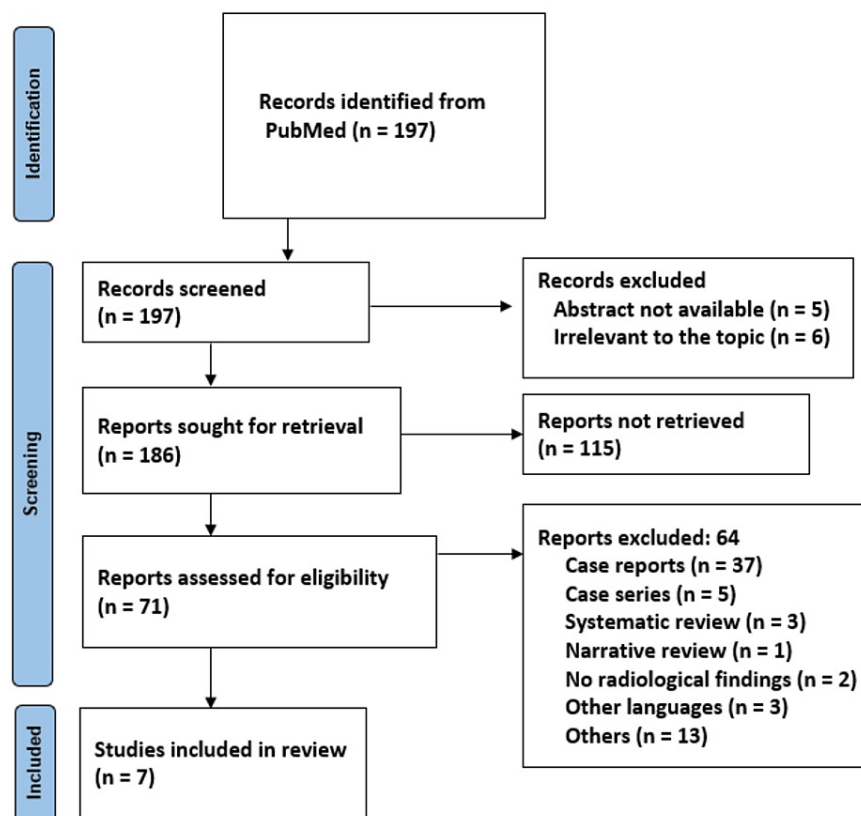 Identification
Records identified from
PubMed (n = 197)
Screening
Records screened
(n = 197)
Records excluded
Abstract not available (n = 5)
Irrelevant to the topic (n = 6)
Reports sought for retrieval
(n = 186)
Reports not retrieved
(n = 115)
Reports assessed for eligibility
(n = 71)
Reports excluded: 64
Case reports (n = 37)
Case series (n = 5)
Systematic review (n = 3)
Narrative review (n = 1)
No radiological findings (n = 2)
Other languages (n = 3)
Others (n = 13)
Included
Studies included in review
(n = 7)